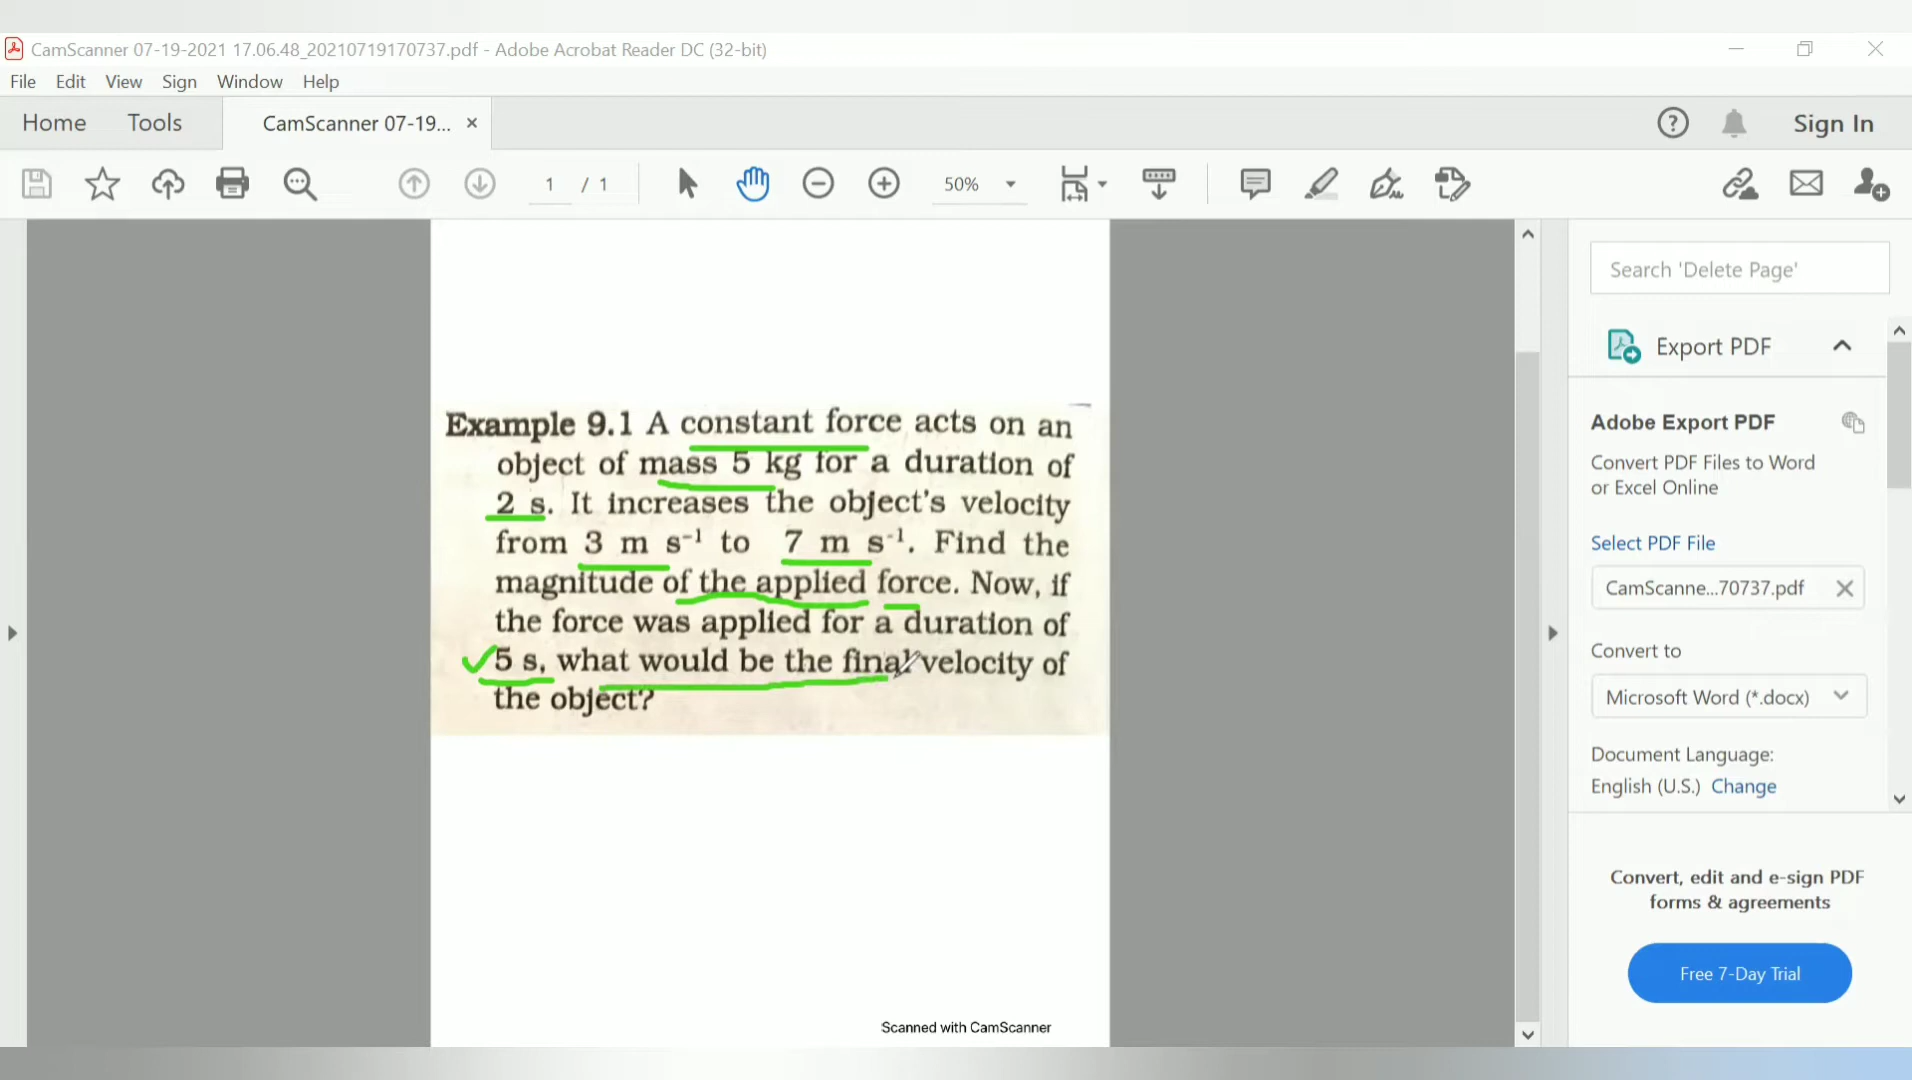 CamScanner 07-19-2021 17.06.48_20210719170737.pdf - Adobe Acrobat Reader DC (32-bit)
File Edit View Sign Window Help
Home Tools CamScanner 07-19... × Sign In
1 / 1 50%
Search 'Delete Page'
Export PDF
Adobe Export PDF
Convert PDF Files to Word
or Excel Online
Select PDF File
CamScanne...70737.pdf
Convert to
Microsoft Word (*.docx)
Document Language:
English (U.S.) Change
Convert, edit and e-sign PDF
forms & agreements
Free 7-Day Trial
Example 9.1 A constant force acts on an
object of mass 5 kg for a duration of
2 s. It increases the object's velocity
from 3 m s⁻¹ to 7 m s⁻¹. Find the
magnitude of the applied force. Now, if
the force was applied for a duration of
5 s, what would be the final velocity of
the object?
Scanned with CamScanner